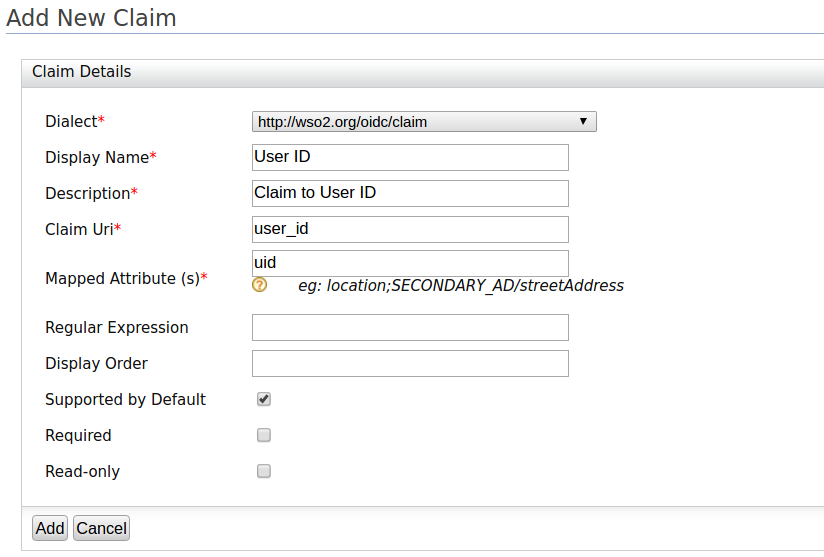 Add New Claim
Claim Details
Dialect* http://wso2.org/oidc/claim
Display Name* User ID
Description* Claim to User ID
Claim Uri* user_id
Mapped Attribute (s)* uid
? eg: location;SECONDARY_AD/streetAddress
Regular Expression
Display Order
Supported by Default
Required
Read-only
Add Cancel